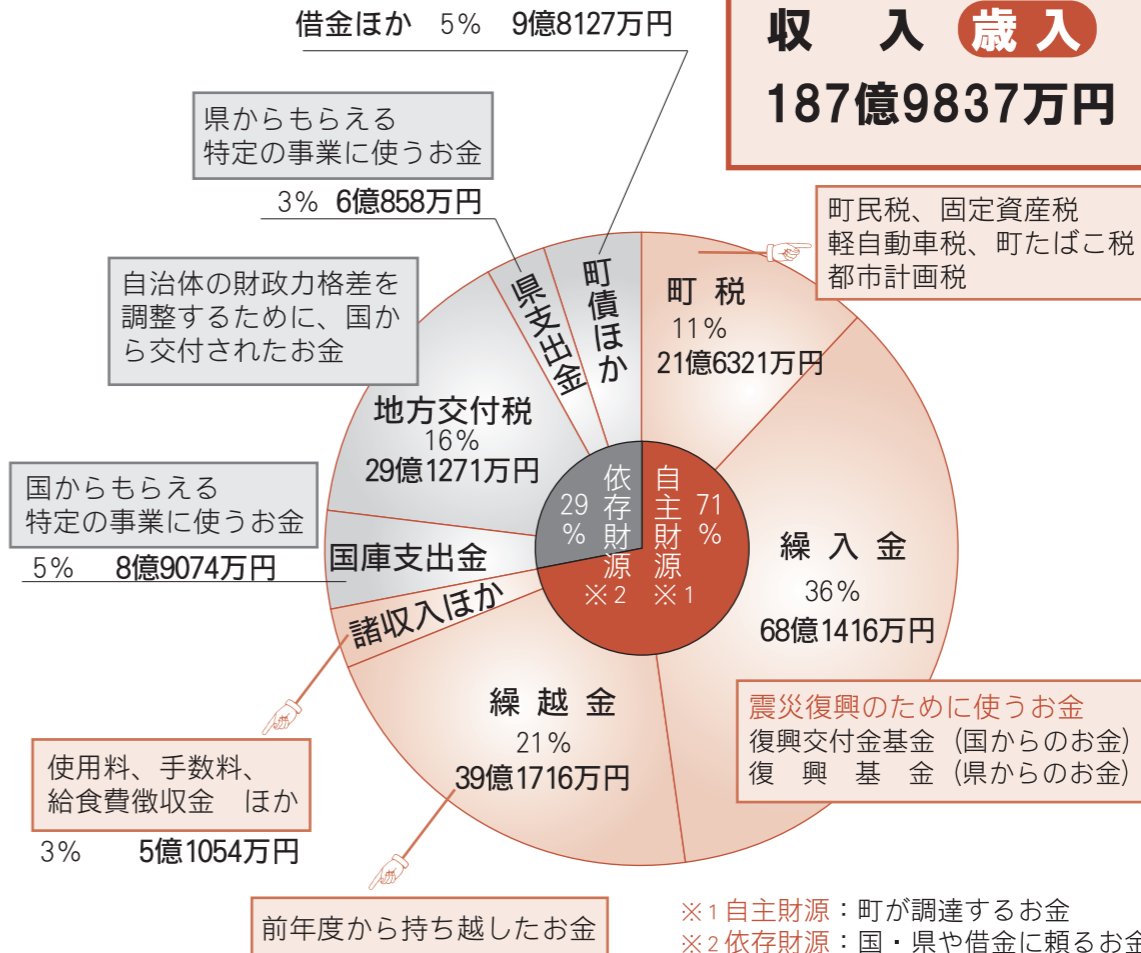 収 入 歳入
187億9837万円
借金ほか 5% 9億8127万円
県からもらえる
特定の事業に使うお金
3% 6億858万円
町民税、固定資産税
軽自動車税、町たばこ税
都市計画税
自治体の財政力格差を
調整するために、国か
ら交付されたお金
県支出金
町債ほか
町 税
11%
21億6321万円
地方交付税
16%
29億1271万円
国からもらえる
特定の事業に使うお金
5% 8億9074万円
国庫支出金
依存財源※2
29%
自主財源※1
71%
繰 入 金
36%
68億1416万円
諸収入ほか
繰 越 金
21%
39億1716万円
震災復興のために使うお金
復興交付金基金 (国からのお金)
復 興 基 金 (県からのお金)
使用料、手数料、
給食費徴収金 ほか
3% 5億1054万円
前年度から持ち越したお金
※1 自主財源：町が調達するお金
※2 依存財源：国・県や借金に頼るお金